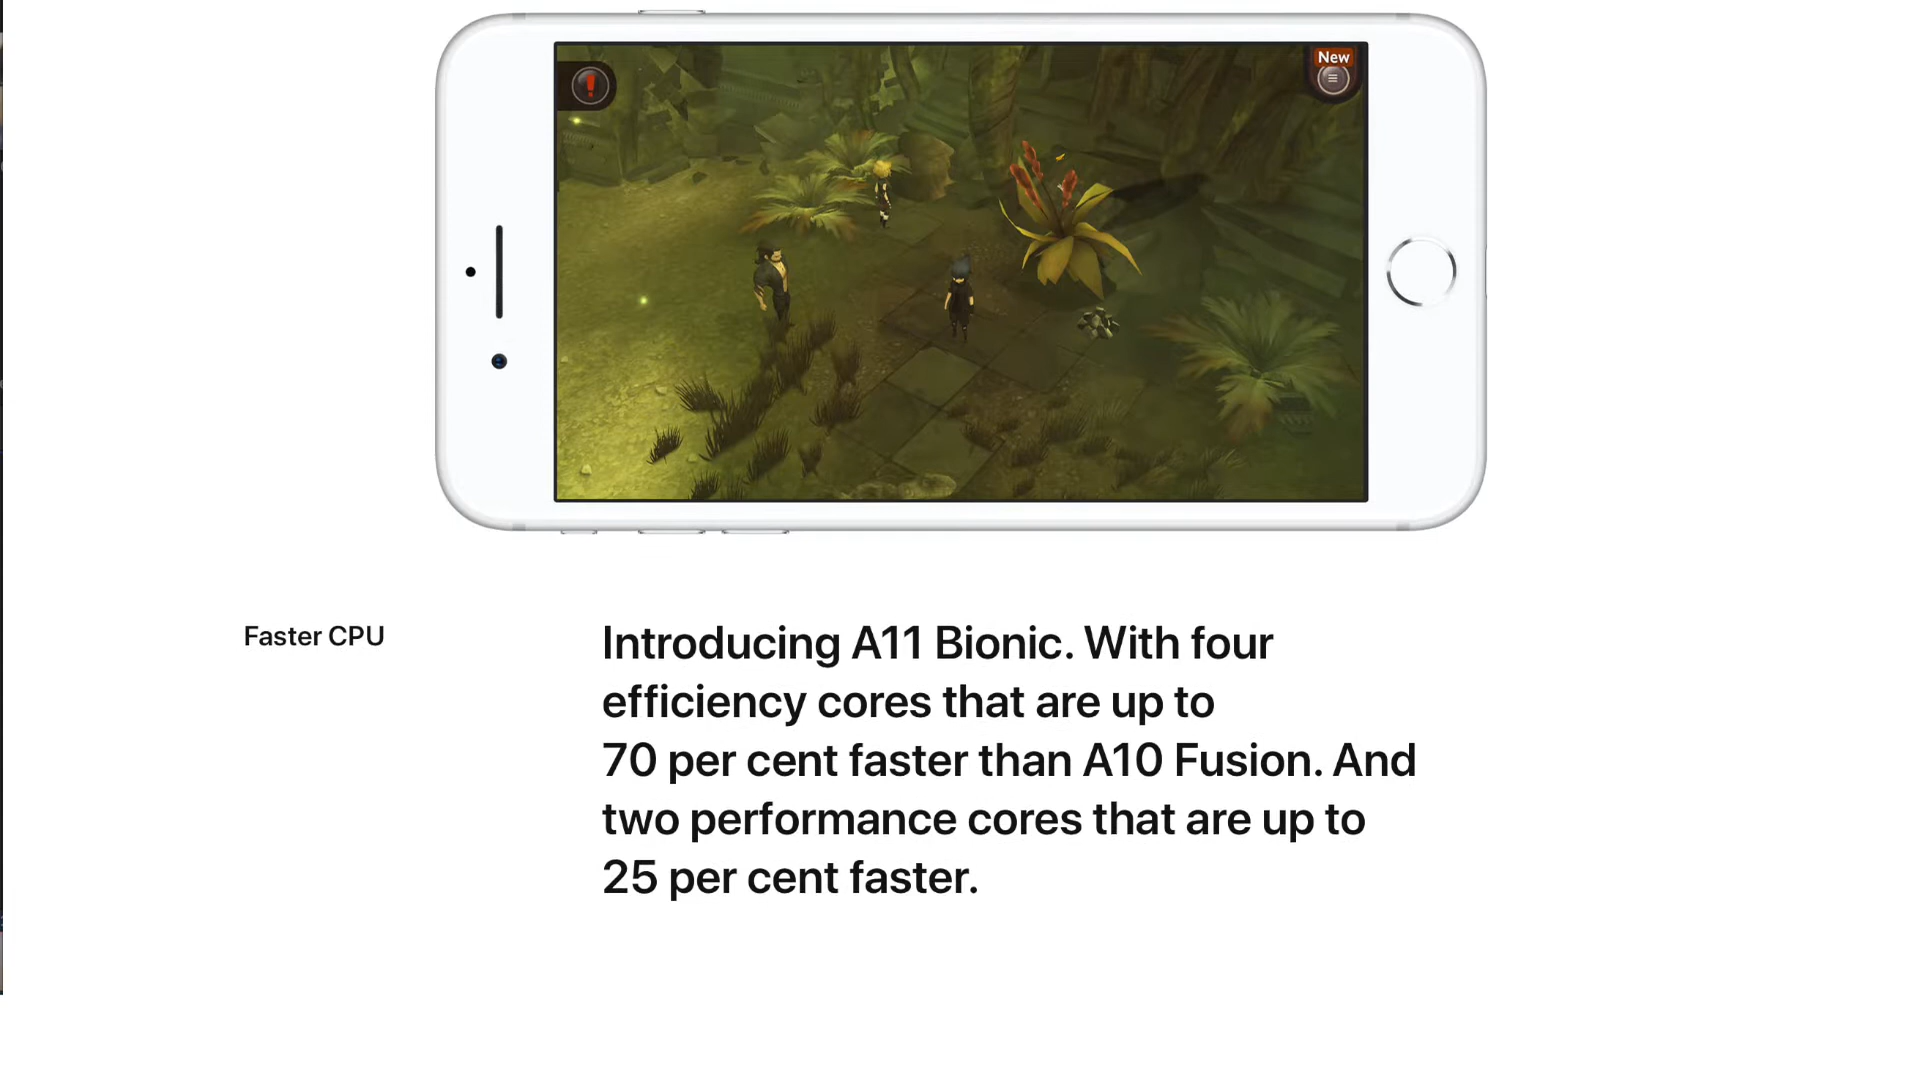 New
Faster CPU
Introducing A11 Bionic. With four
efficiency cores that are up to
70 per cent faster than A10 Fusion. And
two performance cores that are up to
25 per cent faster.